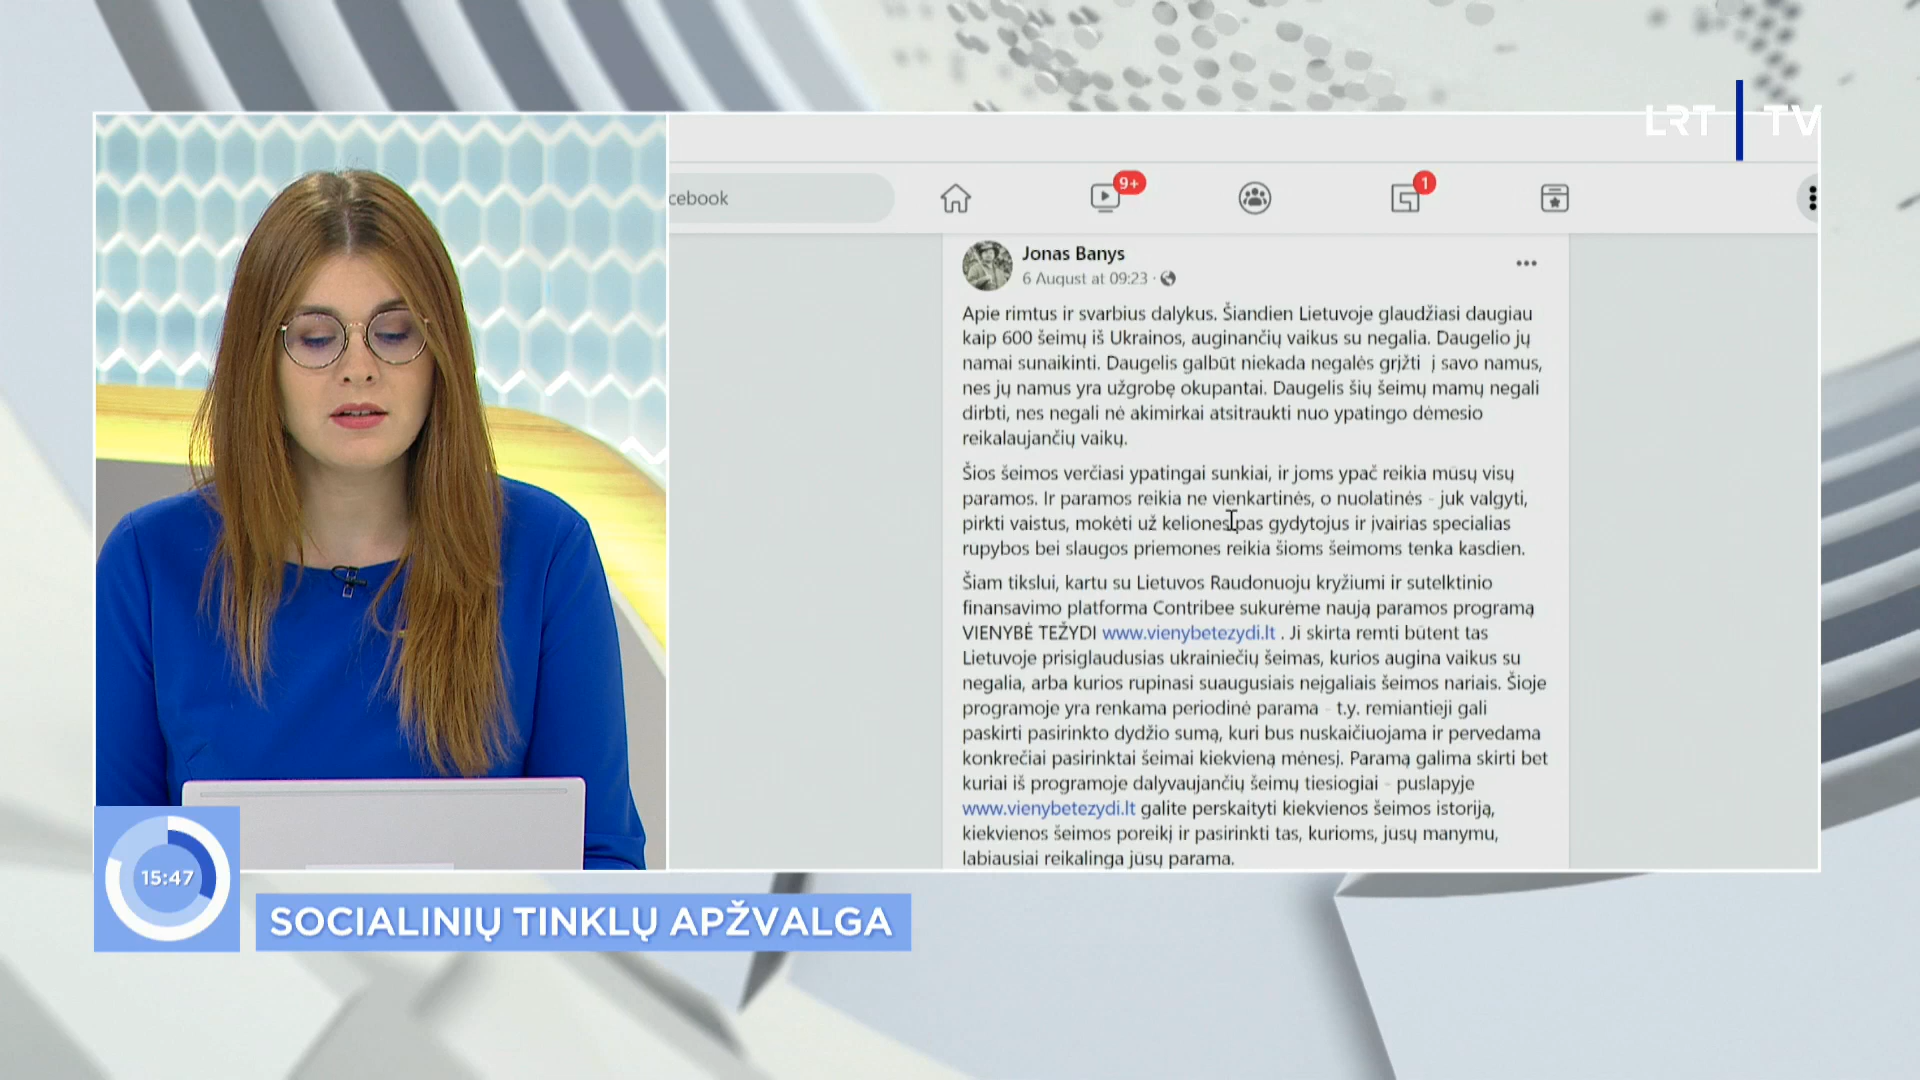 LRT TV
cebook
9+
1
Jonas Banys
6 August at 09:23 ·
Apie rimtus ir svarbius dalykus. Šiandien Lietuvoje glaudžiasi daugiau
kaip 600 šeimų iš Ukrainos, auginančių vaikus su negalia. Daugelio jų
namai sunaikinti. Daugelis galbūt niekada negalės grįžti į savo namus,
nes jų namus yra užgrobę okupantai. Daugelis šių šeimų mamų negali
dirbti, nes negali nė akimirkai atsitraukti nuo ypatingo dėmesio
reikalaujančių vaikų.
Šios šeimos verčiasi ypatingai sunkiai, ir joms ypač reikia mūsų visų
paramos. Ir paramos reikia ne vienkartinės, o nuolatinės - juk valgyti,
pirkti vaistus, mokėti už keliones pas gydytojus ir įvairias specialias
rupybos bei slaugos priemones reikia šioms šeimoms tenka kasdien.
Šiam tikslui, kartu su Lietuvos Raudonuoju kryžiumi ir sutelktinio
finansavimo platforma Contribee sukurėme naują paramos programą
VIENYBĖ TEŽYDI www.vienybetezydi.lt . Ji skirta remti būtent tas
Lietuvoje prisiglaudusias ukrainiečių šeimas, kurios augina vaikus su
negalia, arba kurios rupinasi suaugusiais neįgaliais šeimos nariais. Šioje
programoje yra renkama periodinė parama - t.y. remiantieji gali
paskirti pasirinkto dydžio sumą, kuri bus nuskaičiuojama ir pervedama
konkrečiai pasirinktai šeimai kiekvieną mėnesį. Paramą galima skirti bet
kuriai iš programoje dalyvaujančių šeimų tiesiogiai - puslapyje
www.vienybetezydi.lt galite perskaityti kiekvienos šeimos istoriją,
kiekvienos šeimos poreikį ir pasirinkti tas, kurioms, jusų manymu,
labiausiai reikalinga jūsų parama.
15:47
SOCIALINIŲ TINKLŲ APŽVALGA